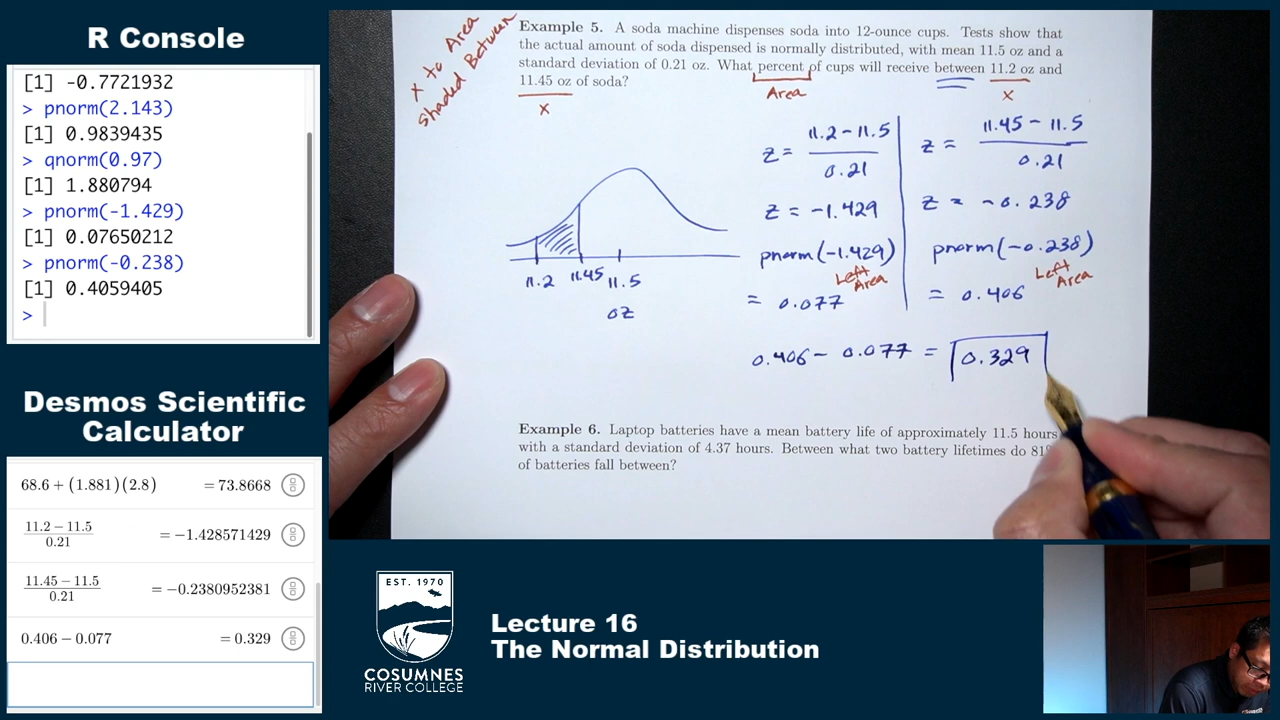 R Console
[1] -0.7721932
> pnorm(2.143)
[1] 0.9839435
> qnorm(0.97)
[1] 1.880794
> pnorm(-1.429)
[1] 0.07650212
> pnorm(-0.238)
[1] 0.4059405
>
Desmos Scientific
Calculator
68.6 + (1.881)(2.8) = 73.8668
11.2 − 11.5
0.21
= −1.428571429
11.45 − 11.5
0.21
= −0.2380952381
0.406 − 0.077 = 0.329
x to Area
shaded Between
Example 5. A soda machine dispenses soda into 12-ounce cups. Tests show that
the actual amount of soda dispensed is normally distributed, with mean 11.5 oz and a
standard deviation of 0.21 oz. What percent of cups will receive between 11.2 oz and
11.45 oz of soda?
Area
x
x
11.2
11.45
11.5
oz
z = 11.2 − 11.5
0.21
z = −1.429
pnorm(−1.429)
Left
Area
= 0.077
z = 11.45 − 11.5
0.21
z = −0.238
pnorm(−0.238)
Left
Area
= 0.406
0.406 − 0.077 = 0.329
Example 6. Laptop batteries have a mean battery life of approximately 11.5 hours
with a standard deviation of 4.37 hours. Between what two battery lifetimes do
of batteries fall between?
EST. 1970
COSUMNES
RIVER COLLEGE
Lecture 16
The Normal Distribution